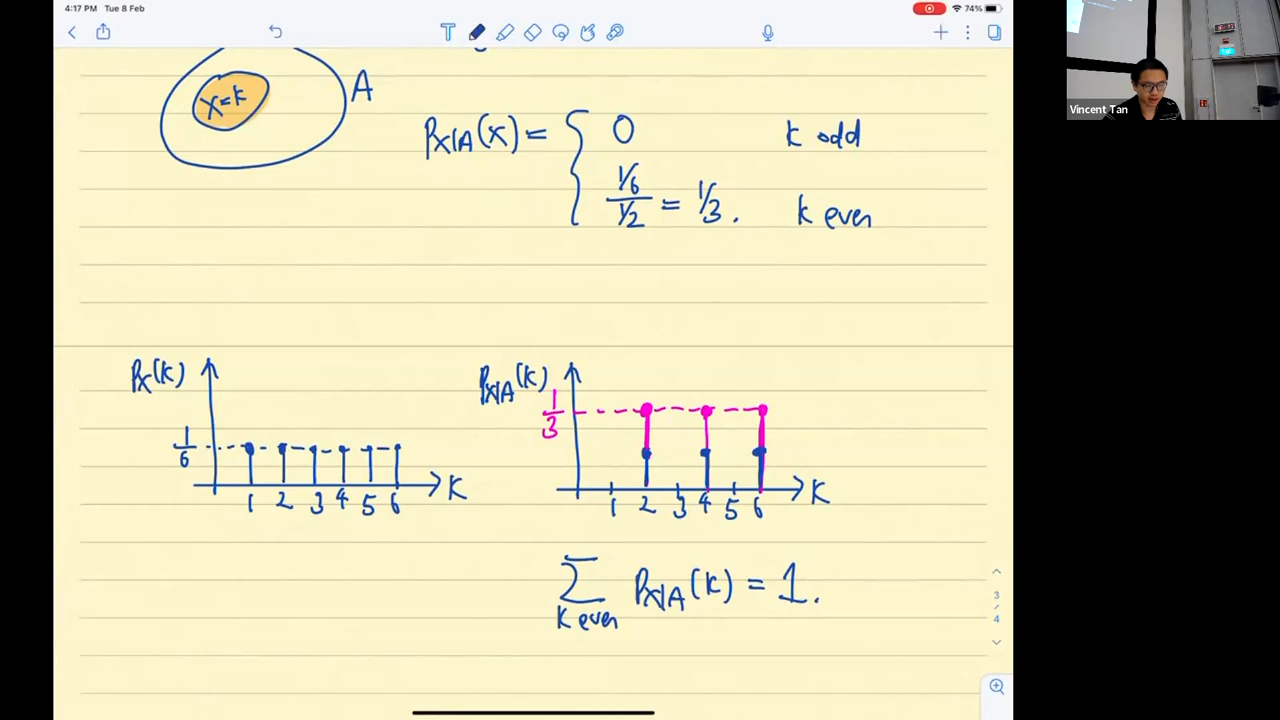 4:17 PM Tue 8 Feb
74%
X=k
A
P_{X|A}(x) = { 0 k odd
1/6 / 1/2 = 1/3. k even
P_X(k)
1/6
1 2 3 4 5 6 K
P_{X|A}(k)
1/3
1 2 3 4 5 6 K
∑ P_{X|A}(k) = 1.
k even
3
/
4
Vincent Tan